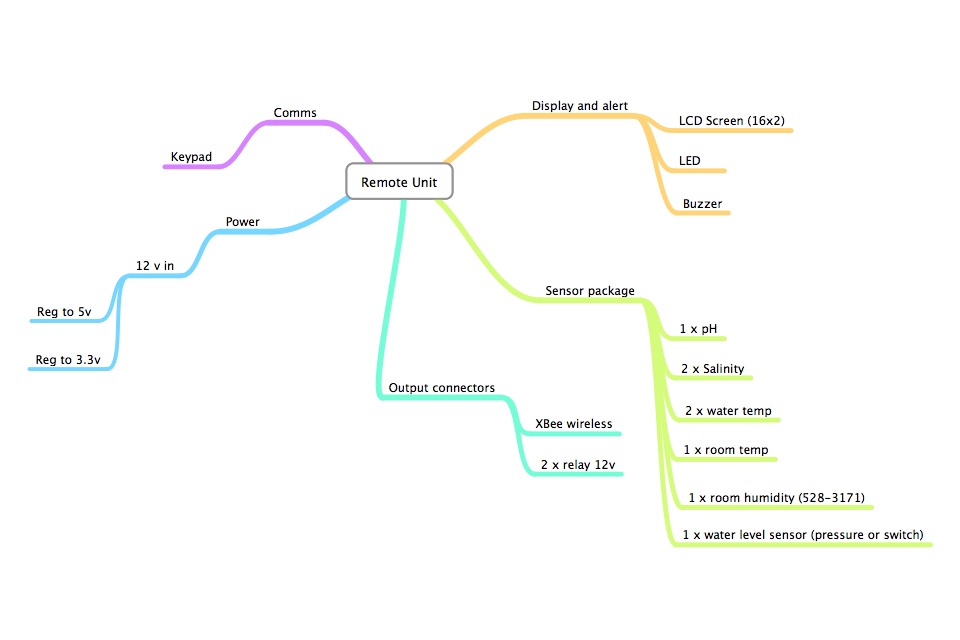 Remote Unit
Comms
Keypad
Power
12 v in
Reg to 5v
Reg to 3.3v
Display and alert
LCD Screen (16x2)
LED
Buzzer
Sensor package
1 x pH
2 x Salinity
2 x water temp
1 x room temp
1 x room humidity (528-3171)
1 x water level sensor (pressure or switch)
Output connectors
XBee wireless
2 x relay 12v